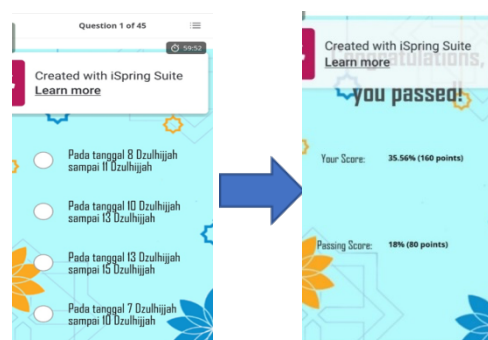 Question 1 of 45
59:52
Created with iSpring Suite
Learn more
Pada tanggal 8 Dzulhijjah
sampai 11 Dzulhijjah
Pada tanggal 10 Dzulhijjah
sampai 13 Dzulhijjah
Pada tanggal 13 Dzulhijjah
sampai 15 Dzulhijjah
Pada tanggal 7 Dzulhijjah
sampai 10 Dzulhijjah
Created with iSpring Suite
Learn more
Congratulations,
you passed!
Your Score: 35.56% (160 points)
Passing Score: 18% (80 points)